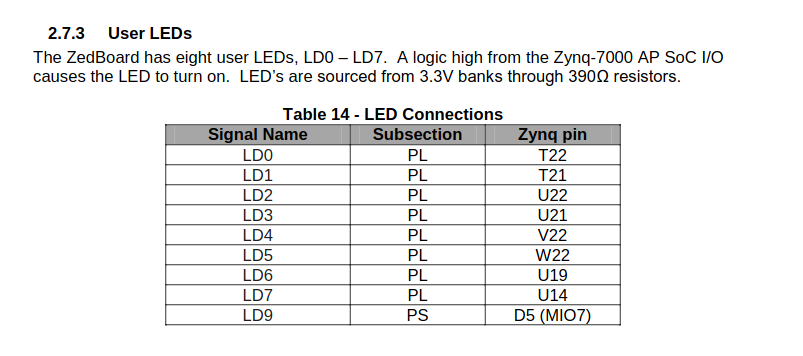 2.7.3 User LEDs
The ZedBoard has eight user LEDs, LD0 – LD7. A logic high from the Zynq-7000 AP SoC I/O
causes the LED to turn on. LED's are sourced from 3.3V banks through 390Ω resistors.
Table 14 - LED Connections
Signal Name Subsection Zynq pin
LD0 PL T22
LD1 PL T21
LD2 PL U22
LD3 PL U21
LD4 PL V22
LD5 PL W22
LD6 PL U19
LD7 PL U14
LD9 PS D5 (MIO7)